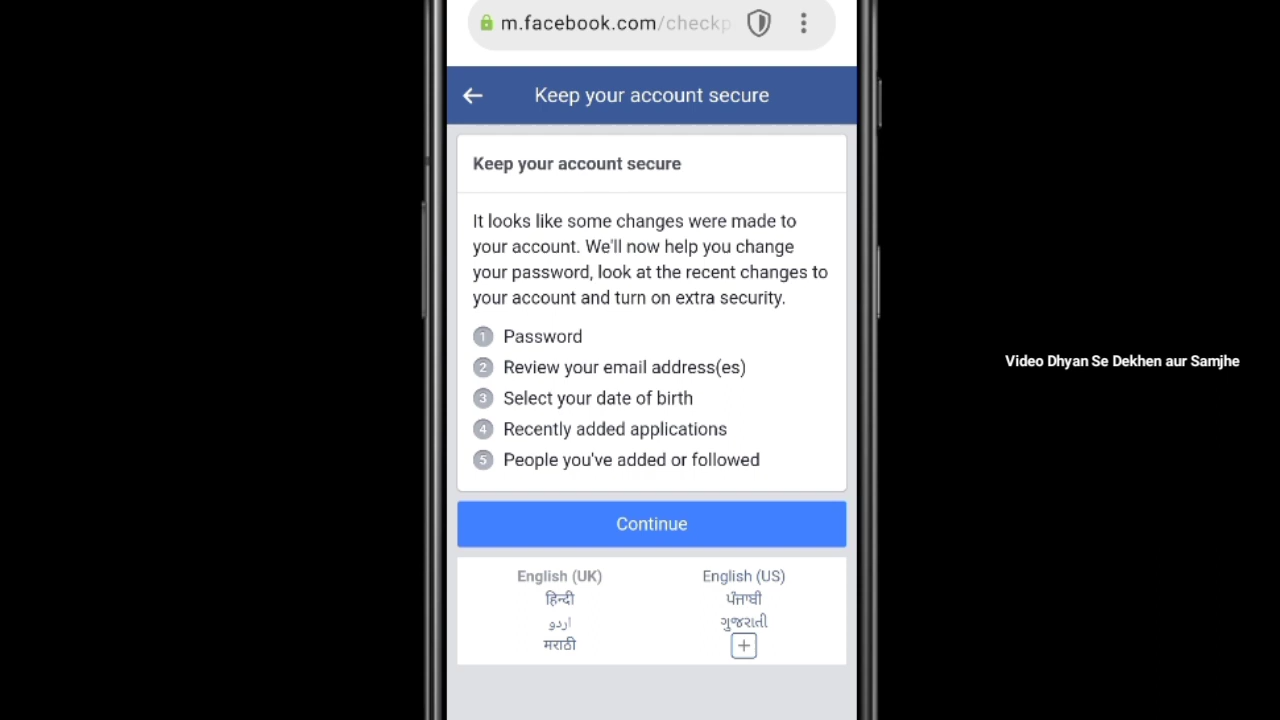 m.facebook.com/checkp
Keep your account secure
Keep your account secure
It looks like some changes were made to
your account. We'll now help you change
your password, look at the recent changes to
your account and turn on extra security.
1 Password
2 Review your email address(es)
3 Select your date of birth
4 Recently added applications
5 People you've added or followed
Continue
English (UK) English (US)
हिन्दी ਪੰਜਾਬੀ
اردو ગુજરાતી
मराठी
Video Dhyan Se Dekhen aur Samjhe